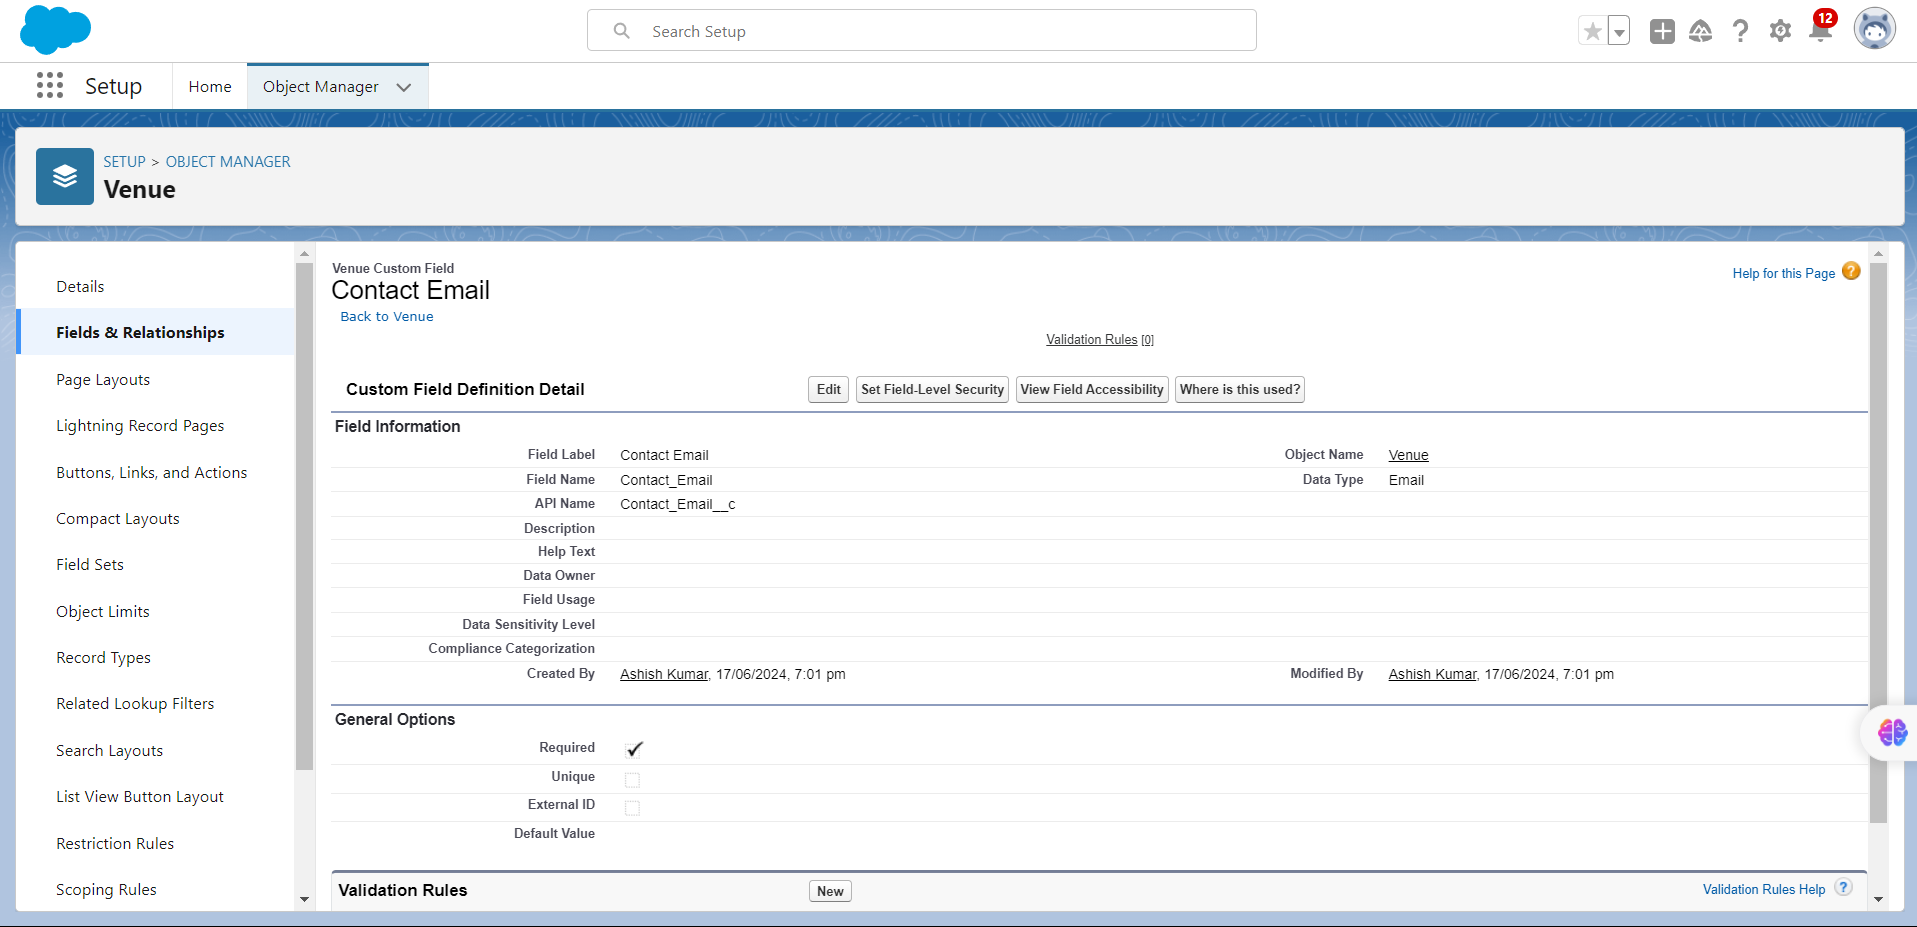 Search Setup
12
Setup
Home
Object Manager
SETUP > OBJECT MANAGER
Venue
Details
Fields & Relationships
Page Layouts
Lightning Record Pages
Buttons, Links, and Actions
Compact Layouts
Field Sets
Object Limits
Record Types
Related Lookup Filters
Search Layouts
List View Button Layout
Restriction Rules
Scoping Rules
Venue Custom Field
Contact Email
Back to Venue
Help for this Page ?
Validation Rules [0]
Custom Field Definition Detail Edit Set Field-Level Security View Field Accessibility Where is this used?
Field Information
Field Label Contact Email Object Name Venue
Field Name Contact_Email Data Type Email
API Name Contact_Email__c
Description
Help Text
Data Owner
Field Usage
Data Sensitivity Level
Compliance Categorization
Created By Ashish Kumar, 17/06/2024, 7:01 pm Modified By Ashish Kumar, 17/06/2024, 7:01 pm
General Options
Required
Unique
External ID
Default Value
Validation Rules New Validation Rules Help ?